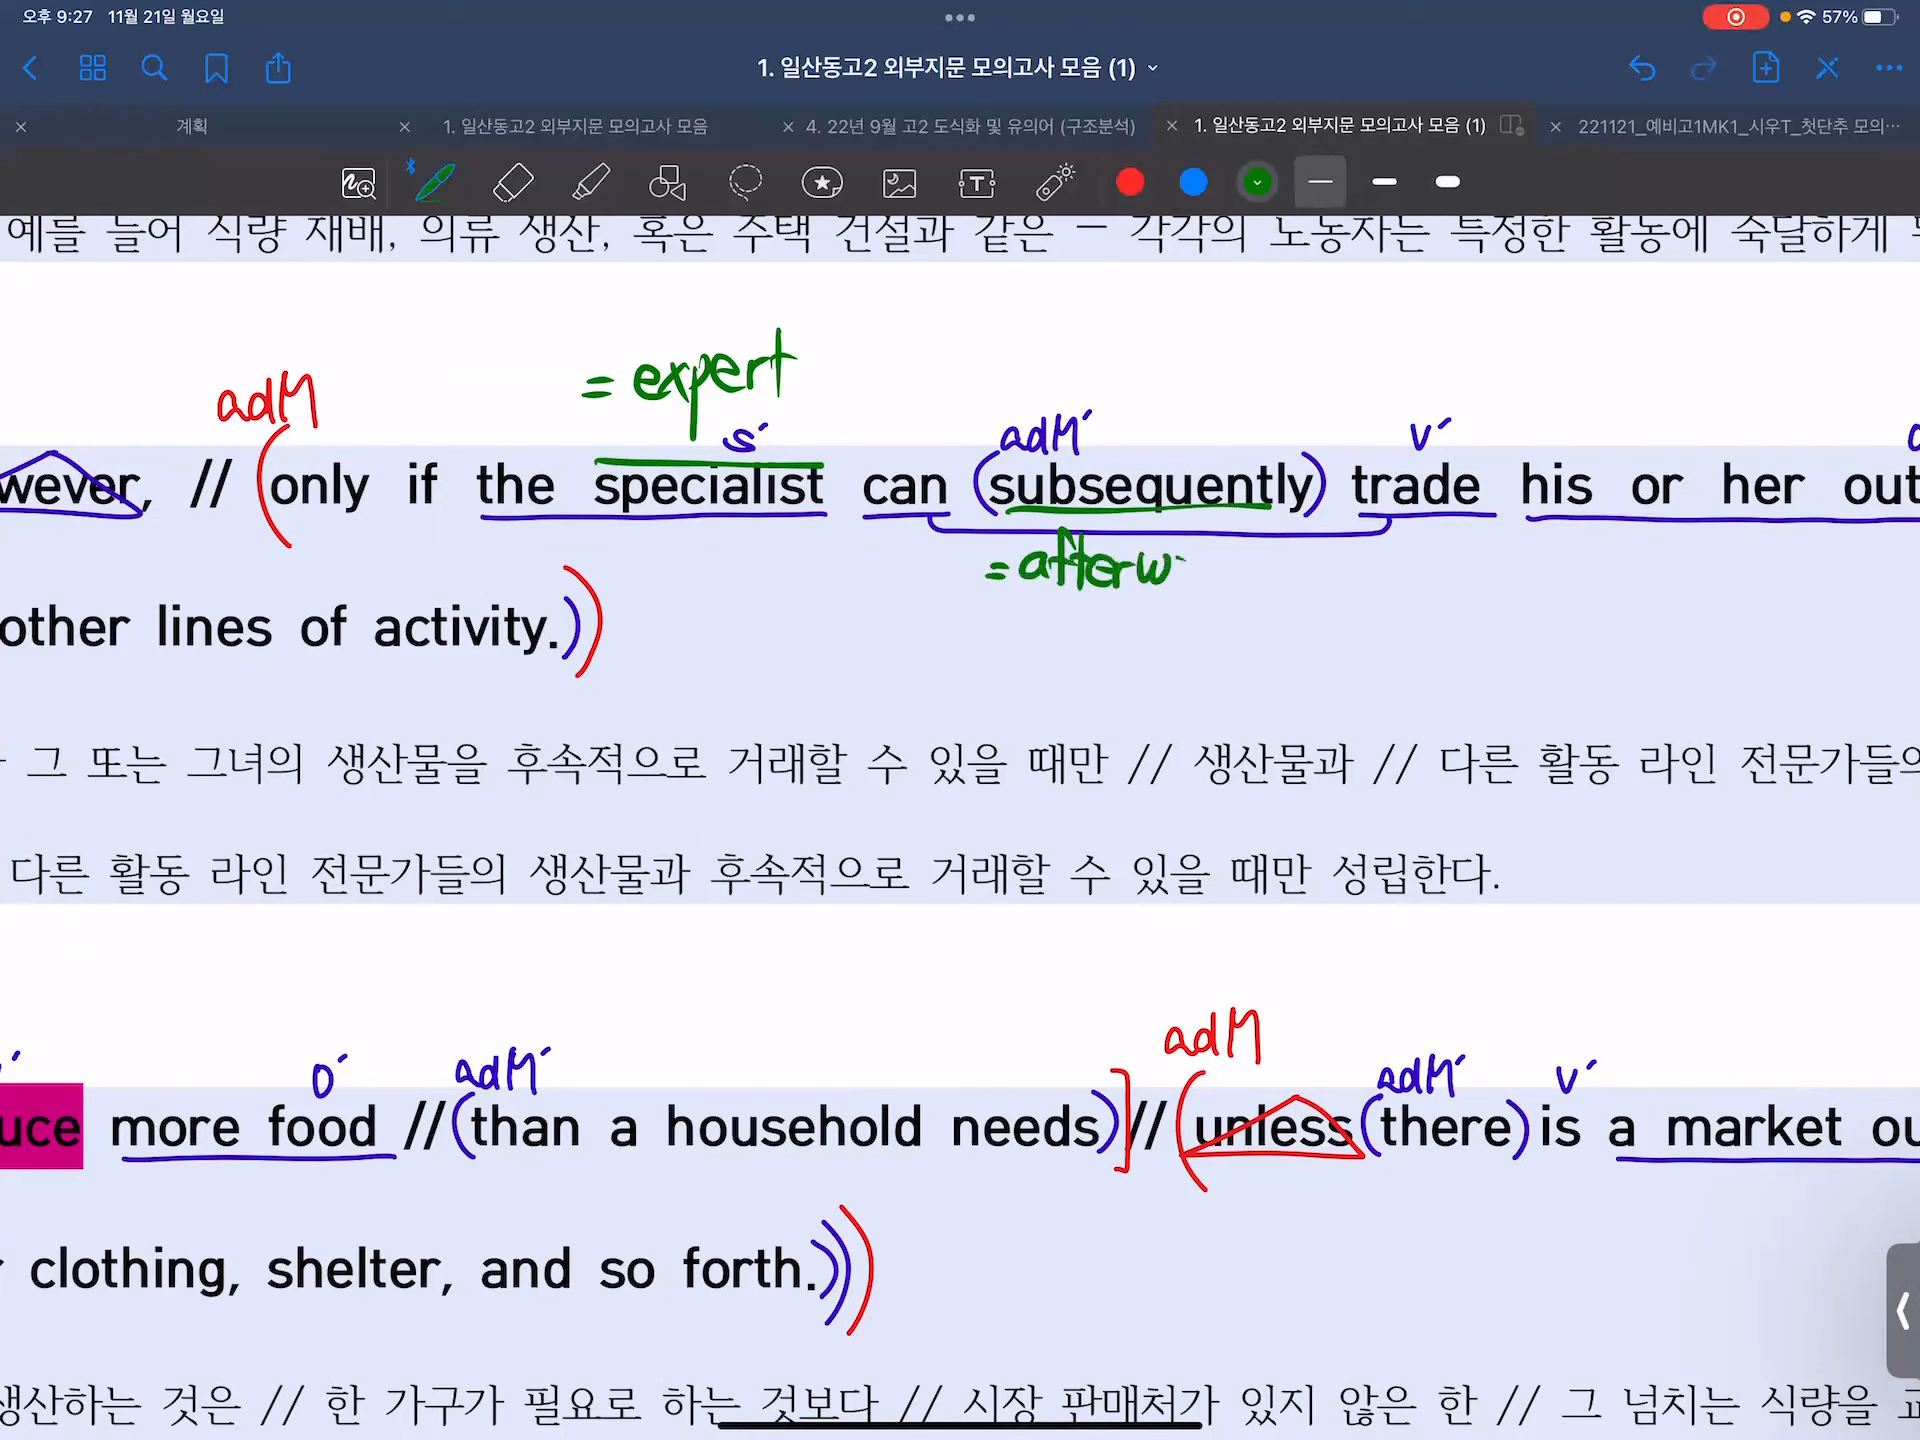 오후 9:27 11월 21일 월요일
57%
1. 일산동고2 외부지문 모의고사 모음 (1)
계획
1. 일산동고2 외부지문 모의고사 모음
4. 22년 9월 고2 도식화 및 유의어 (구조분석)
1. 일산동고2 외부지문 모의고사 모음 (1)
221121_예비고1MK1_시우T_첫단추 모의…
예를 들어 식량 재배, 의류 생산, 혹은 주택 건설과 같은 – 각각의 노동자는 특정한 활동에 숙달하게
= expert
adM s' adM' v'
wever, // (only if the specialist can (subsequently) trade his or her out
= afterw
other lines of activity.))
그 또는 그녀의 생산물을 후속적으로 거래할 수 있을 때만 // 생산물과 // 다른 활동 라인 전문가들의
다른 활동 라인 전문가들의 생산물과 후속적으로 거래할 수 있을 때만 성립한다.
o' adM' adM adM' v'
uce more food //(than a household needs)]//(unless(there)is a market ou
clothing, shelter, and so forth.)))
생산하는 것은 // 한 가구가 필요로 하는 것보다 // 시장 판매처가 있지 않은 한 // 그 넘치는 식량을